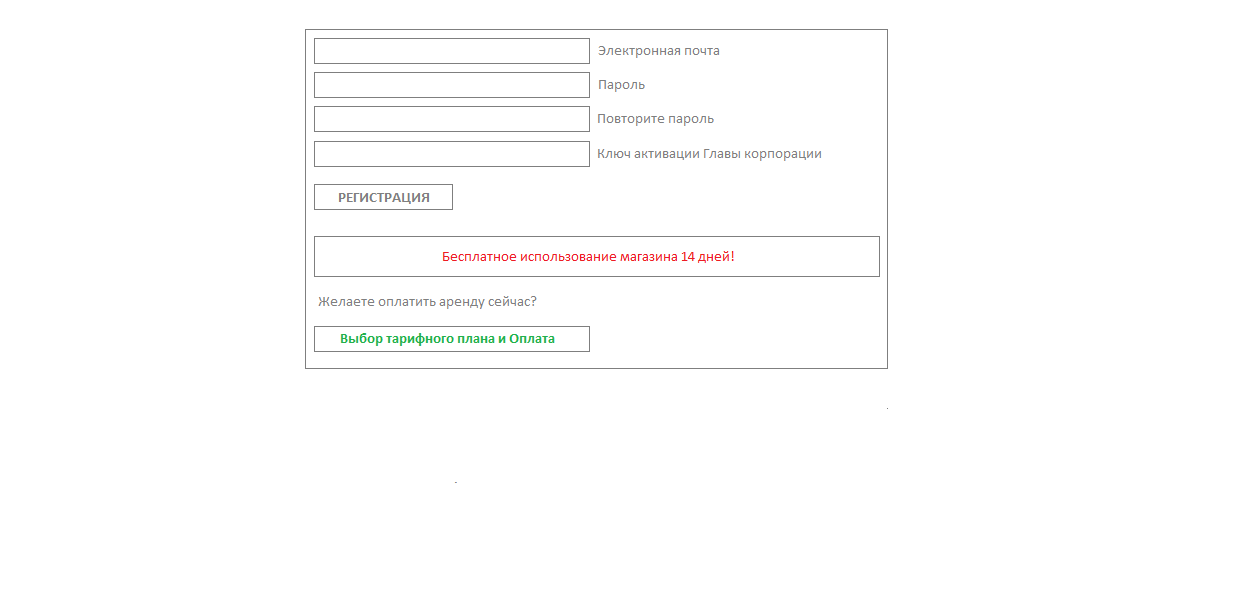 Электронная почта
Пароль
Повторите пароль
Ключ активации Главы корпорации
РЕГИСТРАЦИЯ
Бесплатное использование магазина 14 дней!
Желаете оплатить аренду сейчас?
Выбор тарифного плана и Оплата